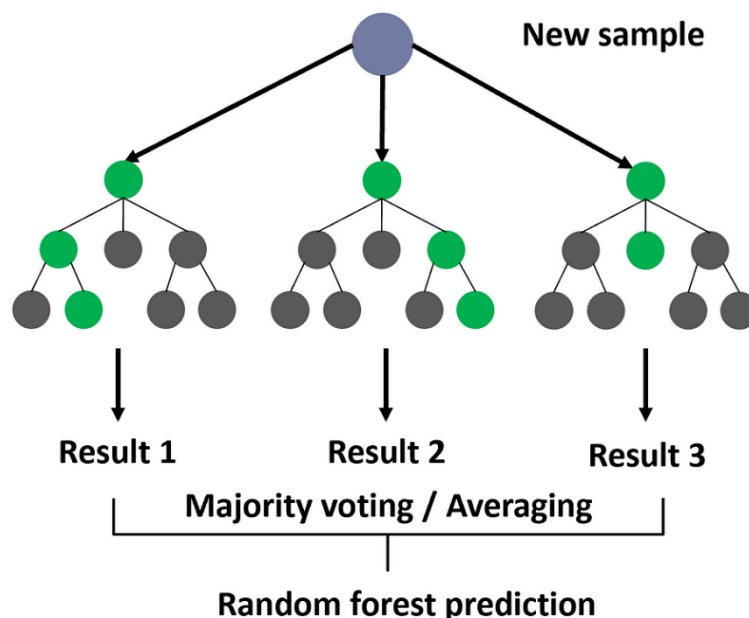 New sample
Result 1
Result 2
Result 3
Majority voting / Averaging
Random forest prediction